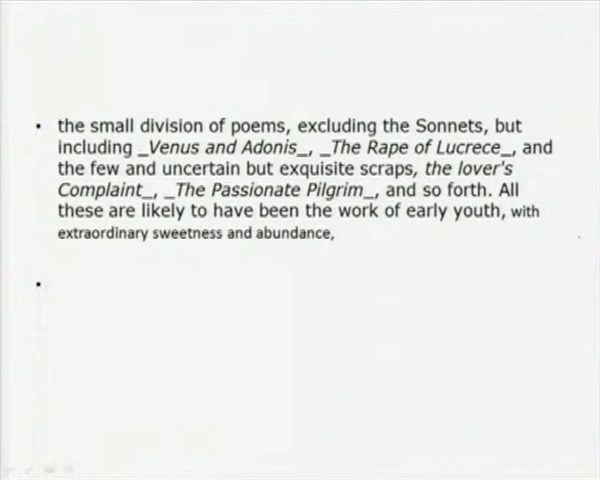 • the small division of poems, excluding the Sonnets, but
including _Venus and Adonis_, _The Rape of Lucrece_, and
the few and uncertain but exquisite scraps, the lover's
Complaint_, _The Passionate Pilgrim_, and so forth. All
these are likely to have been the work of early youth, with
extraordinary sweetness and abundance,
•